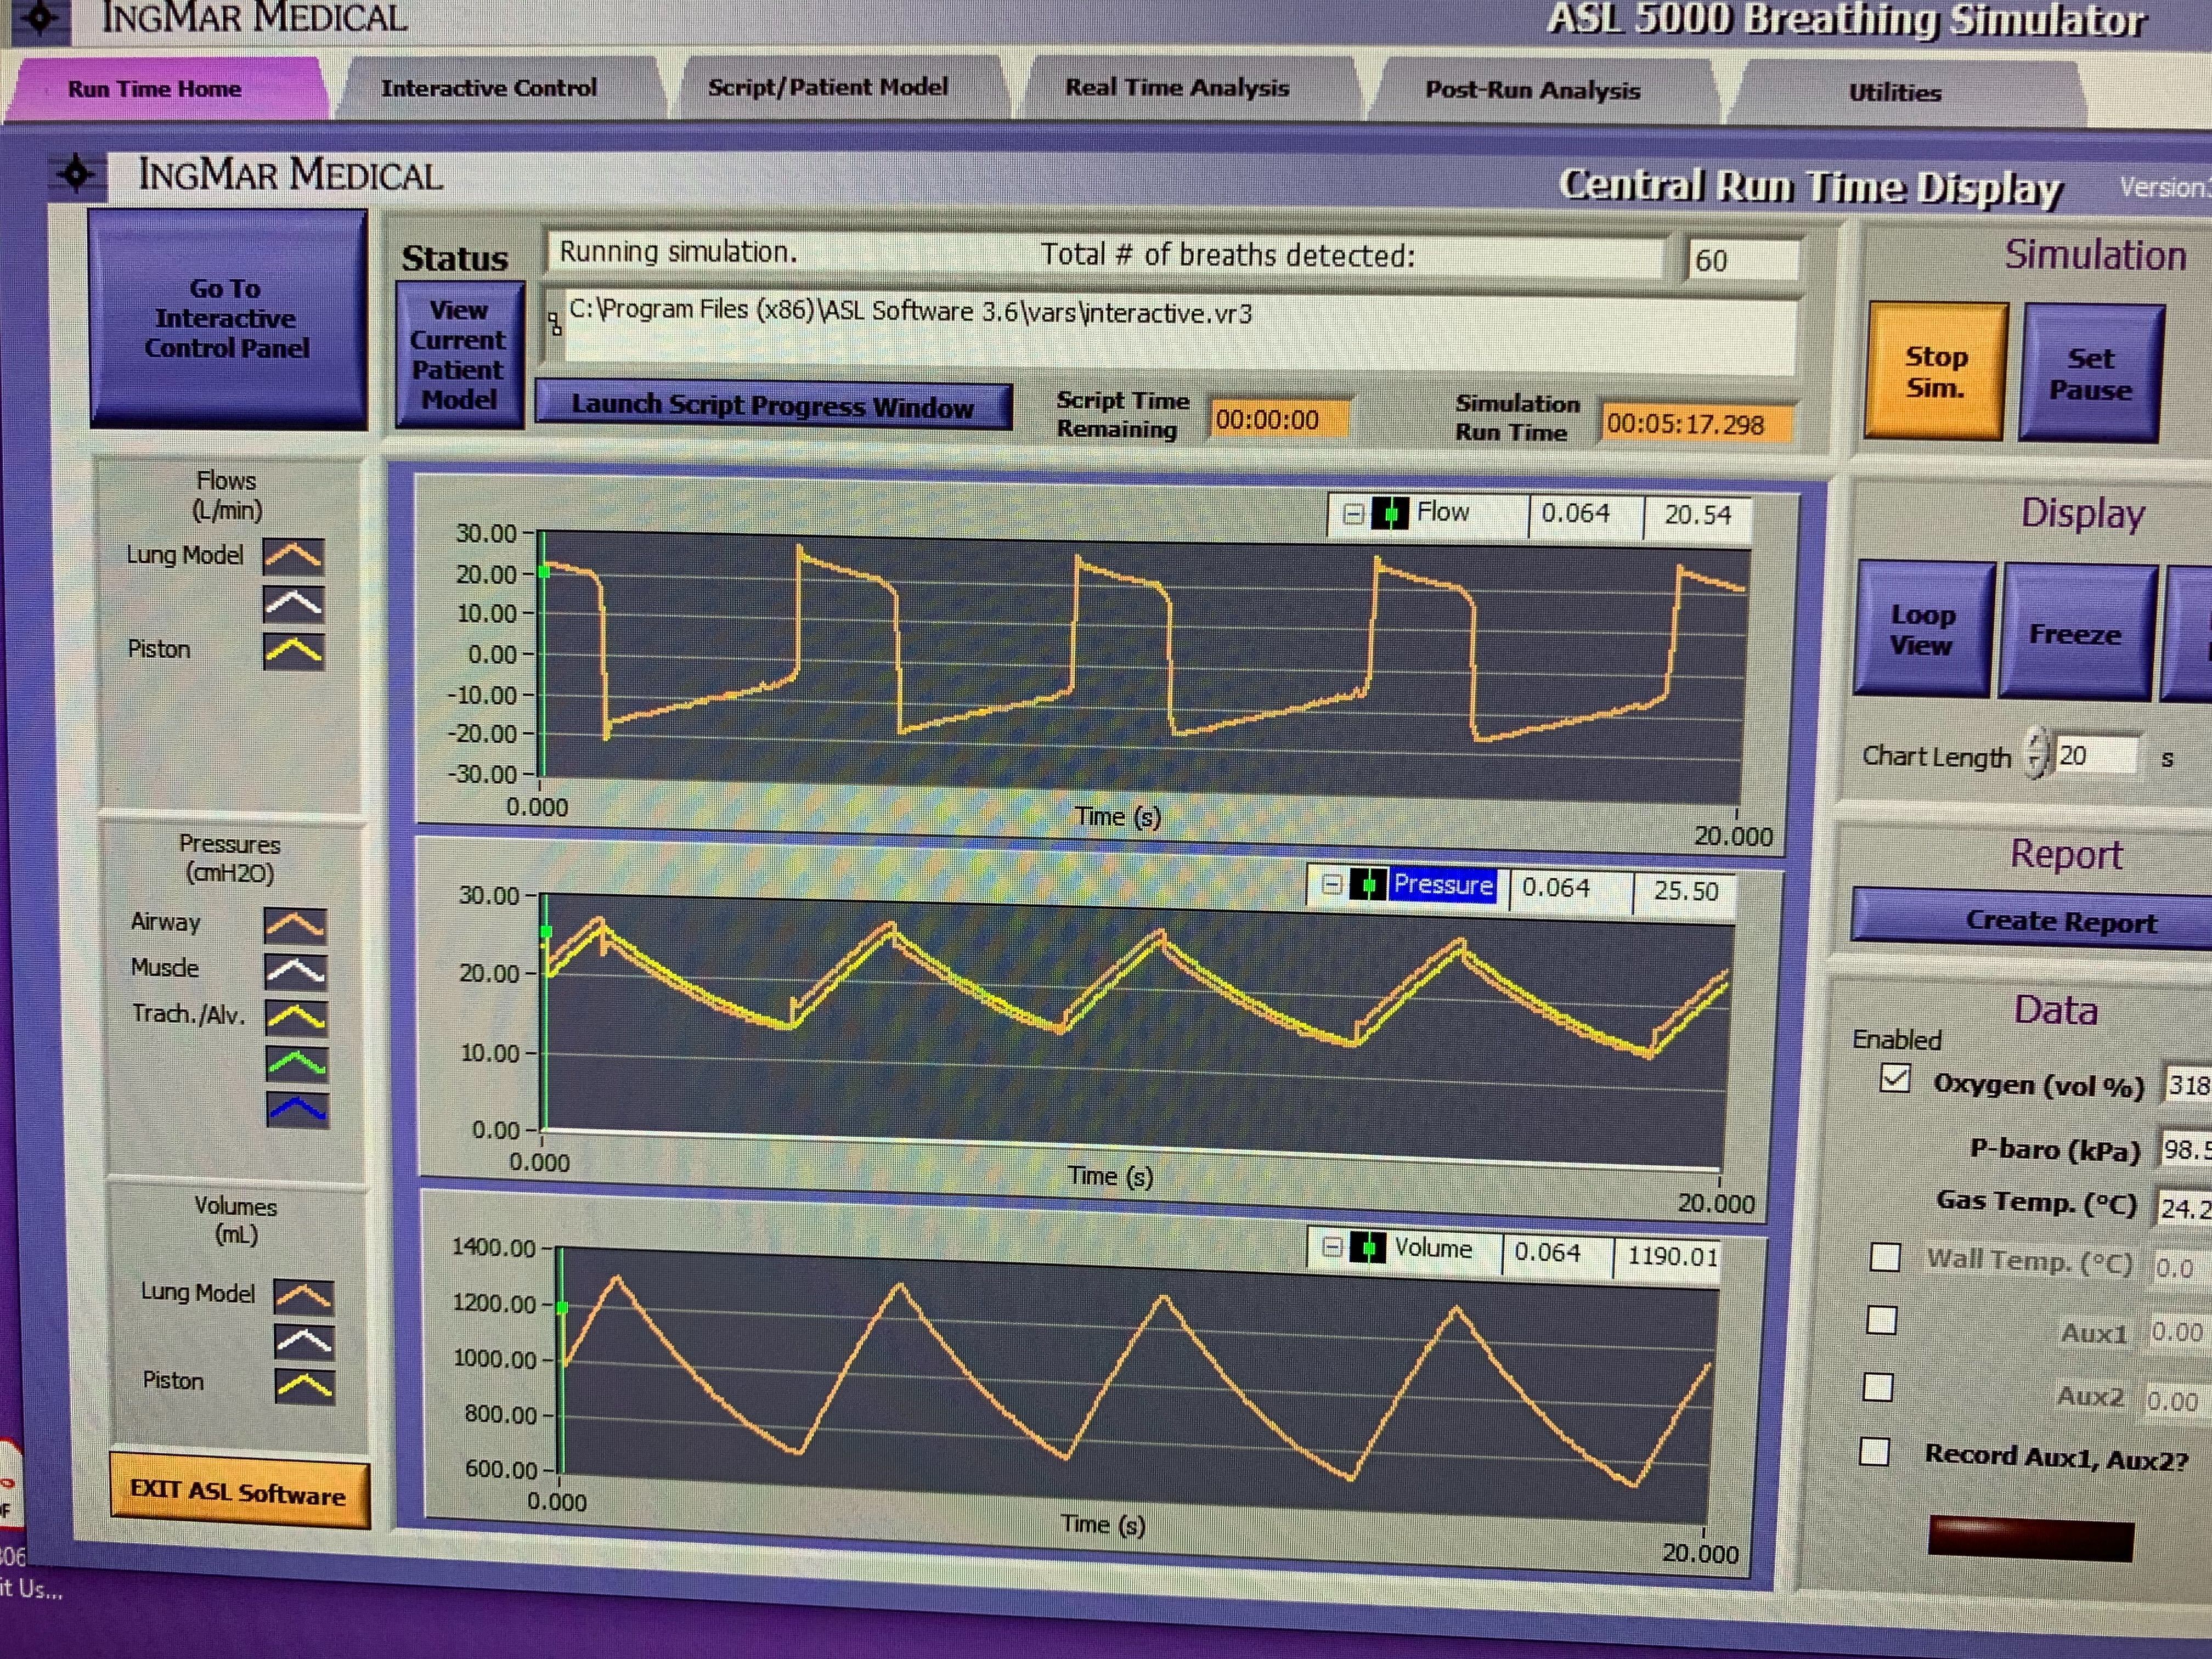 INGMAR MEDICAL
ASL 5000 Breathing Simulator
Run Time Home
Interactive Control
Script/Patient Model
Real Time Analysis
Post-Run Analysis
Utilities
INGMAR MEDICAL
Central Run Time Display
Version
Go To
Interactive
Control Panel
Status
Running simulation.
Total # of breaths detected:
60
View
Current
Patient
Model
C:\Program Files (x86)\ASL Software 3.6\vars\interactive.vr3
Launch Script Progress Window
Script Time
Remaining
00:00:00
Simulation
Run Time
00:05:17.298
Simulation
Stop
Sim.
Set
Pause
Flows
(L/min)
Lung Model
Piston
Flow
0.064
20.54
30.00
20.00
10.00
0.00
-10.00
-20.00
-30.00
0.000
Time (s)
20.000
Display
Loop
View
Freeze
Chart Length
20
s
Pressures
(cmH2O)
Airway
Muscle
Trach./Alv.
Pressure
0.064
25.50
30.00
20.00
10.00
0.00
0.000
Time (s)
20.000
Report
Create Report
Data
Enabled
Oxygen (vol %)
318
P-baro (kPa)
98.5
Gas Temp. (°C)
24.2
Wall Temp. (°C)
0.0
Aux1
0.00
Aux2
0.00
Record Aux1, Aux2?
Volumes
(mL)
Lung Model
Piston
Volume
0.064
1190.01
1400.00
1200.00
1000.00
800.00
600.00
0.000
Time (s)
20.000
EXIT ASL Software
it Us...